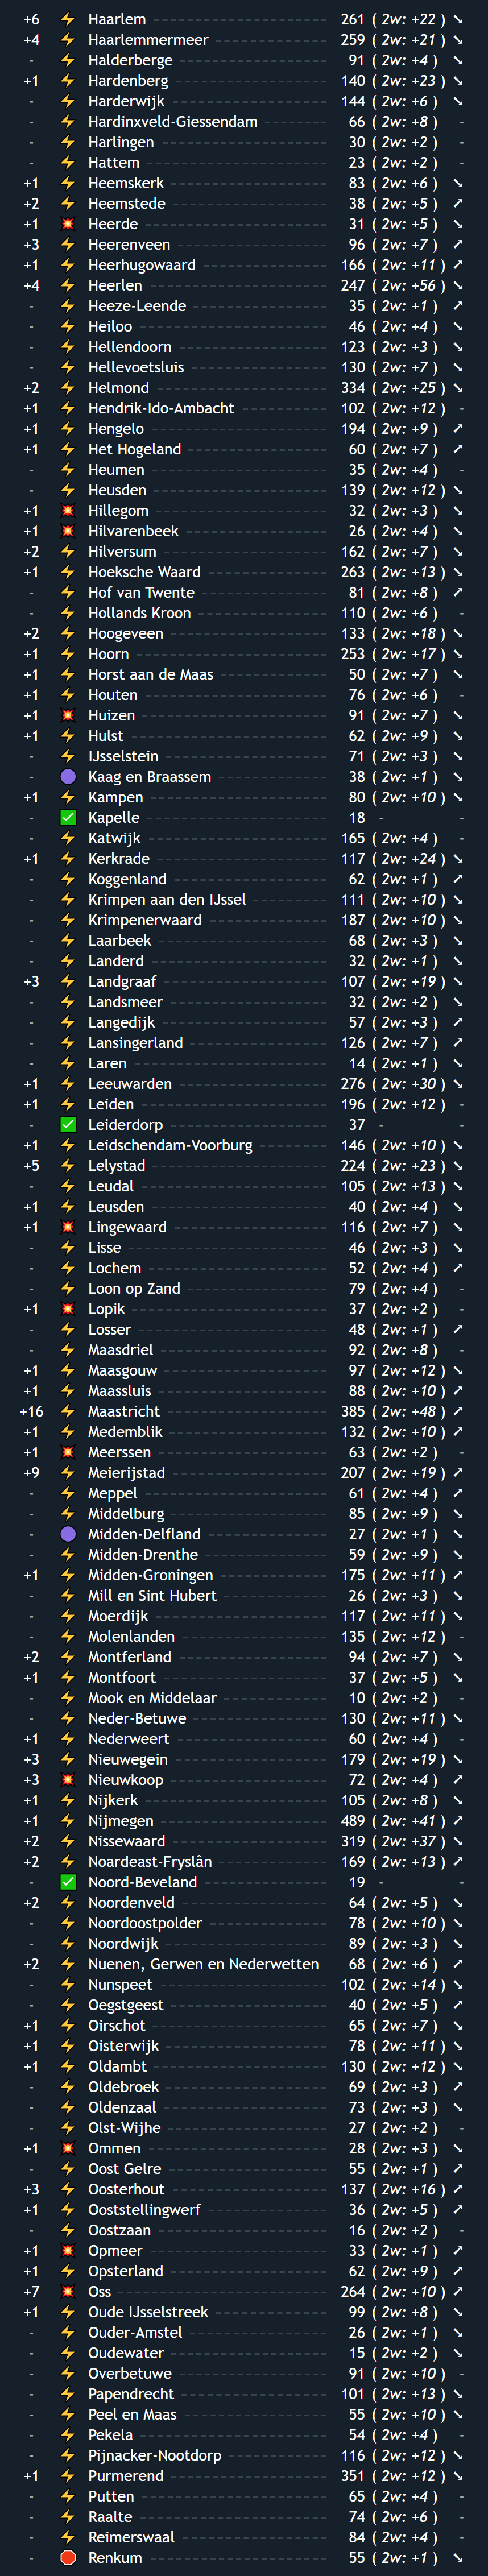 +6 ⚡ Haarlem 261 ( 2w: +22 ) ↘
+4 ⚡ Haarlemmermeer 259 ( 2w: +21 ) ↘
- ⚡ Halderberge 91 ( 2w: +4 ) ↘
+1 ⚡ Hardenberg 140 ( 2w: +23 ) ↘
- ⚡ Harderwijk 144 ( 2w: +6 ) ↘
- ⚡ Hardinxveld-Giessendam 66 ( 2w: +8 ) -
- ⚡ Harlingen 30 ( 2w: +2 ) -
- ⚡ Hattem 23 ( 2w: +2 ) -
+1 ⚡ Heemskerk 83 ( 2w: +6 ) ↘
+2 ⚡ Heemstede 38 ( 2w: +5 ) ↗
+1 💥 Heerde 31 ( 2w: +5 ) ↘
+3 ⚡ Heerenveen 96 ( 2w: +7 ) ↗
+1 ⚡ Heerhugowaard 166 ( 2w: +11 ) ↗
+4 ⚡ Heerlen 247 ( 2w: +56 ) ↘
- ⚡ Heeze-Leende 35 ( 2w: +1 ) ↗
- ⚡ Heiloo 46 ( 2w: +4 ) ↘
- ⚡ Hellendoorn 123 ( 2w: +3 ) ↘
- ⚡ Hellevoetsluis 130 ( 2w: +7 ) ↘
+2 ⚡ Helmond 334 ( 2w: +25 ) ↘
+1 ⚡ Hendrik-Ido-Ambacht 102 ( 2w: +12 ) -
+1 ⚡ Hengelo 194 ( 2w: +9 ) ↗
+1 ⚡ Het Hogeland 60 ( 2w: +7 ) ↗
- ⚡ Heumen 35 ( 2w: +4 ) -
- ⚡ Heusden 139 ( 2w: +12 ) ↘
+1 💥 Hillegom 32 ( 2w: +3 ) ↘
+1 💥 Hilvarenbeek 26 ( 2w: +4 ) ↘
+2 ⚡ Hilversum 162 ( 2w: +7 ) ↘
+1 ⚡ Hoeksche Waard 263 ( 2w: +13 ) ↘
- ⚡ Hof van Twente 81 ( 2w: +8 ) ↗
- ⚡ Hollands Kroon 110 ( 2w: +6 ) -
+2 ⚡ Hoogeveen 133 ( 2w: +18 ) ↘
+1 ⚡ Hoorn 253 ( 2w: +17 ) ↘
+1 ⚡ Horst aan de Maas 50 ( 2w: +7 ) ↘
+1 ⚡ Houten 76 ( 2w: +6 ) -
+1 💥 Huizen 91 ( 2w: +7 ) ↘
+1 ⚡ Hulst 62 ( 2w: +9 ) ↘
- ⚡ IJsselstein 71 ( 2w: +3 ) ↘
- 🟣 Kaag en Braassem 38 ( 2w: +1 ) ↘
+1 ⚡ Kampen 80 ( 2w: +10 ) ↘
- ✅ Kapelle 18 - -
- ⚡ Katwijk 165 ( 2w: +4 ) -
+1 ⚡ Kerkrade 117 ( 2w: +24 ) ↘
- ⚡ Koggenland 62 ( 2w: +1 ) ↗
- ⚡ Krimpen aan den IJssel 111 ( 2w: +10 ) ↘
- ⚡ Krimpenerwaard 187 ( 2w: +10 ) ↘
- ⚡ Laarbeek 68 ( 2w: +3 ) ↘
- ⚡ Landerd 32 ( 2w: +1 ) ↘
+3 ⚡ Landgraaf 107 ( 2w: +19 ) ↘
- ⚡ Landsmeer 32 ( 2w: +2 ) ↘
- ⚡ Langedijk 57 ( 2w: +3 ) ↗
- ⚡ Lansingerland 126 ( 2w: +7 ) ↗
- ⚡ Laren 14 ( 2w: +1 ) ↘
+1 ⚡ Leeuwarden 276 ( 2w: +30 ) ↘
+1 ⚡ Leiden 196 ( 2w: +12 ) -
- ✅ Leiderdorp 37 - -
+1 ⚡ Leidschendam-Voorburg 146 ( 2w: +10 ) ↘
+5 ⚡ Lelystad 224 ( 2w: +23 ) ↘
- ⚡ Leudal 105 ( 2w: +13 ) ↘
+1 ⚡ Leusden 40 ( 2w: +4 ) ↘
+1 💥 Lingewaard 116 ( 2w: +7 ) ↘
- ⚡ Lisse 46 ( 2w: +3 ) ↘
- ⚡ Lochem 52 ( 2w: +4 ) ↗
- ⚡ Loon op Zand 79 ( 2w: +4 ) -
+1 💥 Lopik 37 ( 2w: +2 ) -
- ⚡ Losser 48 ( 2w: +1 ) ↗
- ⚡ Maasdriel 92 ( 2w: +8 ) -
+1 ⚡ Maasgouw 97 ( 2w: +12 ) ↘
+1 ⚡ Maassluis 88 ( 2w: +10 ) ↗
+16 ⚡ Maastricht 385 ( 2w: +48 ) ↗
+1 ⚡ Medemblik 132 ( 2w: +10 ) ↗
+1 💥 Meerssen 63 ( 2w: +2 ) -
+9 ⚡ Meierijstad 207 ( 2w: +19 ) ↗
- ⚡ Meppel 61 ( 2w: +4 ) ↗
- ⚡ Middelburg 85 ( 2w: +9 ) ↘
- 🟣 Midden-Delfland 27 ( 2w: +1 ) ↘
- ⚡ Midden-Drenthe 59 ( 2w: +9 ) ↘
+1 ⚡ Midden-Groningen 175 ( 2w: +11 ) ↗
- ⚡ Mill en Sint Hubert 26 ( 2w: +3 ) ↘
- ⚡ Moerdijk 117 ( 2w: +11 ) ↘
- ⚡ Molenlanden 135 ( 2w: +12 ) -
+2 ⚡ Montferland 94 ( 2w: +7 ) ↘
+1 ⚡ Montfoort 37 ( 2w: +5 ) ↘
- ⚡ Mook en Middelaar 10 ( 2w: +2 ) -
- ⚡ Neder-Betuwe 130 ( 2w: +11 ) ↘
+1 ⚡ Nederweert 60 ( 2w: +4 ) -
+3 ⚡ Nieuwegein 179 ( 2w: +19 ) ↘
+3 💥 Nieuwkoop 72 ( 2w: +4 ) ↗
+1 ⚡ Nijkerk 105 ( 2w: +8 ) ↘
+1 ⚡ Nijmegen 489 ( 2w: +41 ) ↗
+2 ⚡ Nissewaard 319 ( 2w: +37 ) ↘
+2 ⚡ Noardeast-Fryslân 169 ( 2w: +13 ) ↗
- ✅ Noord-Beveland 19 - -
+2 ⚡ Noordenveld 64 ( 2w: +5 ) ↘
- ⚡ Noordoostpolder 78 ( 2w: +10 ) ↘
- ⚡ Noordwijk 89 ( 2w: +3 ) ↘
+2 ⚡ Nuenen, Gerwen en Nederwetten 68 ( 2w: +6 ) ↗
- ⚡ Nunspeet 102 ( 2w: +14 ) ↘
- ⚡ Oegstgeest 40 ( 2w: +5 ) ↗
+1 ⚡ Oirschot 65 ( 2w: +7 ) ↘
+1 ⚡ Oisterwijk 78 ( 2w: +11 ) ↘
+1 ⚡ Oldambt 130 ( 2w: +12 ) ↘
- ⚡ Oldebroek 69 ( 2w: +3 ) ↗
- ⚡ Oldenzaal 73 ( 2w: +3 ) ↘
- ⚡ Olst-Wijhe 27 ( 2w: +2 ) -
+1 💥 Ommen 28 ( 2w: +3 ) ↘
- ⚡ Oost Gelre 55 ( 2w: +1 ) ↗
+3 ⚡ Oosterhout 137 ( 2w: +16 ) ↗
+1 ⚡ Ooststellingwerf 36 ( 2w: +5 ) ↗
- ⚡ Oostzaan 16 ( 2w: +2 ) -
+1 💥 Opmeer 33 ( 2w: +1 ) ↗
+1 ⚡ Opsterland 62 ( 2w: +9 ) ↗
+7 💥 Oss 264 ( 2w: +10 ) ↗
+1 ⚡ Oude IJsselstreek 99 ( 2w: +8 ) ↘
- ⚡ Ouder-Amstel 26 ( 2w: +1 ) ↘
- ⚡ Oudewater 15 ( 2w: +2 ) ↘
- ⚡ Overbetuwe 91 ( 2w: +10 ) -
- ⚡ Papendrecht 101 ( 2w: +13 ) ↘
- ⚡ Peel en Maas 55 ( 2w: +10 ) ↘
- ⚡ Pekela 54 ( 2w: +4 ) -
- ⚡ Pijnacker-Nootdorp 116 ( 2w: +12 ) ↘
+1 ⚡ Purmerend 351 ( 2w: +12 ) ↘
- ⚡ Putten 65 ( 2w: +4 ) -
- ⚡ Raalte 74 ( 2w: +6 ) -
- ⚡ Reimerswaal 84 ( 2w: +4 ) -
- 🛑 Renkum 55 ( 2w: +1 ) ↘